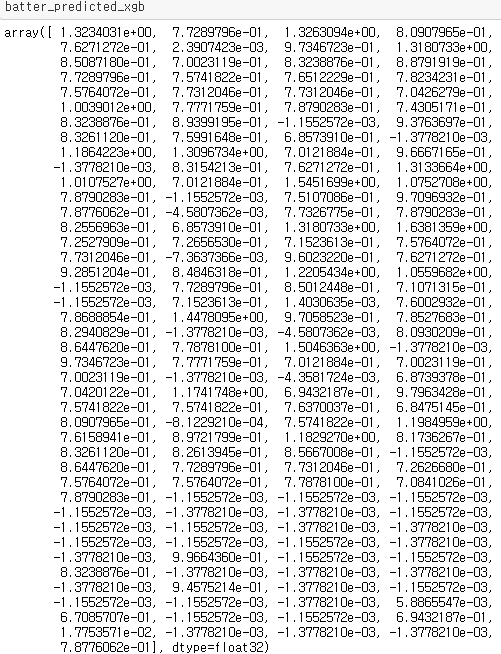 batter_predicted_xgb
array([ 1.3234031e+00, 7.7289796e-01, 1.3263094e+00, 8.0907965e-01,
7.6271272e-01, 2.3907423e-03, 9.7346723e-01, 1.3180733e+00,
8.5087180e-01, 7.0023119e-01, 8.3238876e-01, 8.8791919e-01,
7.7289796e-01, 7.5741822e-01, 7.6512229e-01, 7.8234231e-01,
7.5764072e-01, 7.7312046e-01, 7.7312046e-01, 7.0426279e-01,
1.0039012e+00, 7.7771759e-01, 7.8790283e-01, 7.4305171e-01,
8.3238876e-01, 8.9399195e-01, -1.1552572e-03, 9.3763697e-01,
8.3261120e-01, 7.5991648e-01, 6.8573910e-01, -1.3778210e-03,
1.1864223e+00, 1.3096734e+00, 7.0121884e-01, 9.6667165e-01,
-1.3778210e-03, 8.3154213e-01, 7.6271272e-01, 1.3133664e+00,
1.0107527e+00, 7.0121884e-01, 1.5451699e+00, 1.0752708e+00,
7.8790283e-01, -1.1552572e-03, 7.5107086e-01, 9.7096932e-01,
7.8776062e-01, -4.5807362e-03, 7.7326775e-01, 7.8790283e-01,
8.2556963e-01, 6.8573910e-01, 1.3180733e+00, 1.6381359e+00,
7.2527909e-01, 7.2656530e-01, 7.1523613e-01, 7.5764072e-01,
7.7312046e-01, -7.3637366e-03, 9.6023220e-01, 7.6271272e-01,
9.2851204e-01, 8.4846318e-01, 1.2205434e+00, 1.0559682e+00,
-1.1552572e-03, 7.7289796e-01, 8.5012448e-01, 7.1071315e-01,
-1.1552572e-03, 7.1523613e-01, 1.4030635e-03, 7.6002932e-01,
7.8688854e-01, 1.4478095e+00, 9.7058523e-01, 7.8527683e-01,
8.2940829e-01, -1.3778210e-03, -4.5807362e-03, 8.0930209e-01,
8.6447620e-01, 7.7878100e-01, 1.5046363e+00, -1.3778210e-03,
9.7346723e-01, 7.7771759e-01, 7.0121884e-01, 7.0023119e-01,
7.0023119e-01, -1.3778210e-03, -4.3581724e-03, 6.8739378e-01,
7.0420122e-01, 1.1741748e+00, 6.9432187e-01, 9.7963428e-01,
7.5741822e-01, 7.5741822e-01, 7.6370037e-01, 6.8475145e-01,
8.0907965e-01, -8.1229210e-04, 7.5741822e-01, 1.1984959e+00,
7.6158941e-01, 8.9721799e-01, 1.1829270e+00, 8.1736267e-01,
8.3261120e-01, 8.2613945e-01, 8.5667008e-01, -1.1552572e-03,
8.6447620e-01, 7.7289796e-01, 7.7312046e-01, 7.2626680e-01,
7.5764072e-01, 7.5764072e-01, 7.7878100e-01, 7.0841026e-01,
7.8790283e-01, -1.1552572e-03, -1.1552572e-03, -1.1552572e-03,
-1.1552572e-03, -1.3778210e-03, -1.1552572e-03, -1.3778210e-03,
-1.1552572e-03, -1.1552572e-03, -1.3778210e-03, -1.1552572e-03,
-1.1552572e-03, -1.1552572e-03, -1.1552572e-03, -1.3778210e-03,
-1.3778210e-03, 9.9664360e-01, -1.1552572e-03, -1.1552572e-03,
8.3238876e-01, -1.3778210e-03, -1.3778210e-03, -1.3778210e-03,
-1.3778210e-03, 9.4575214e-01, -1.3778210e-03, -1.1552572e-03,
-1.1552572e-03, -1.1552572e-03, -1.1552572e-03, 5.8865547e-03,
6.7085707e-01, -1.1552572e-03, -1.3778210e-03, 6.9432187e-01,
1.7753571e-02, -1.3778210e-03, -1.3778210e-03, -1.3778210e-03,
7.8776062e-01], dtype=float32)